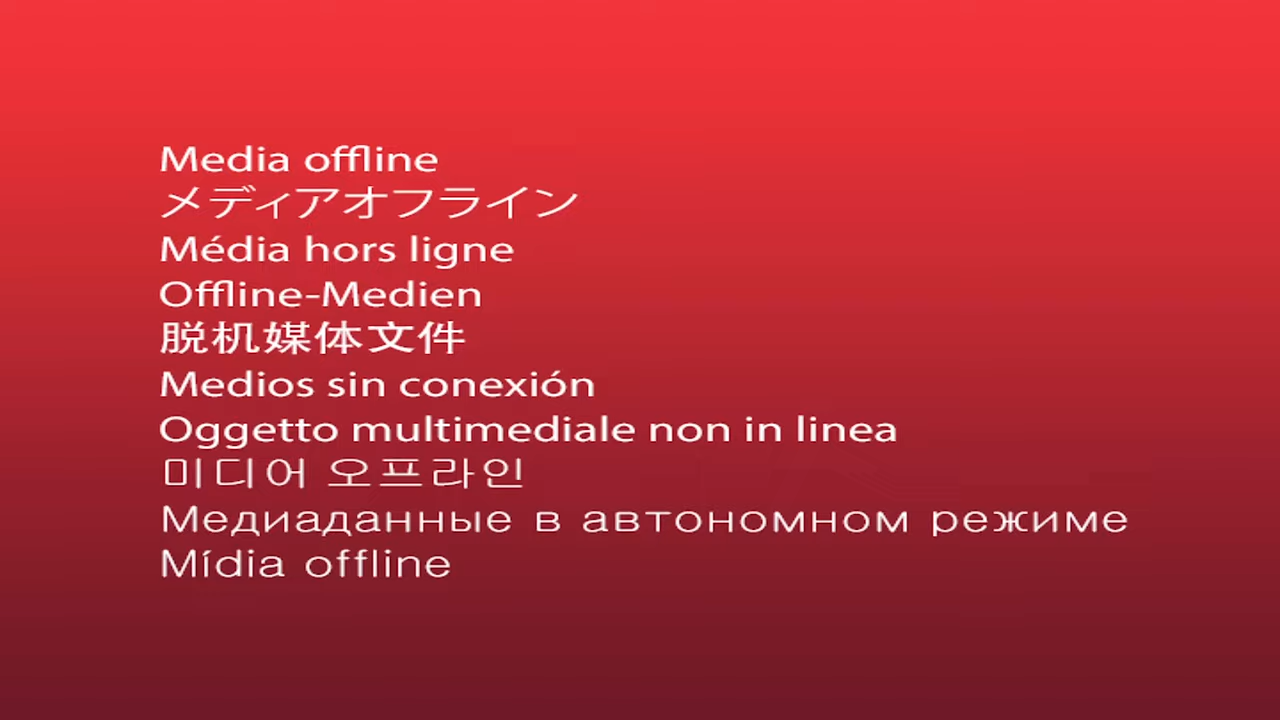 Media offline
メディアオフライン
Média hors ligne
Offline-Medien
脱机媒体文件
Medios sin conexión
Oggetto multimediale non in linea
미디어 오프라인
Медиаданные в автономном режиме
Mídia offline